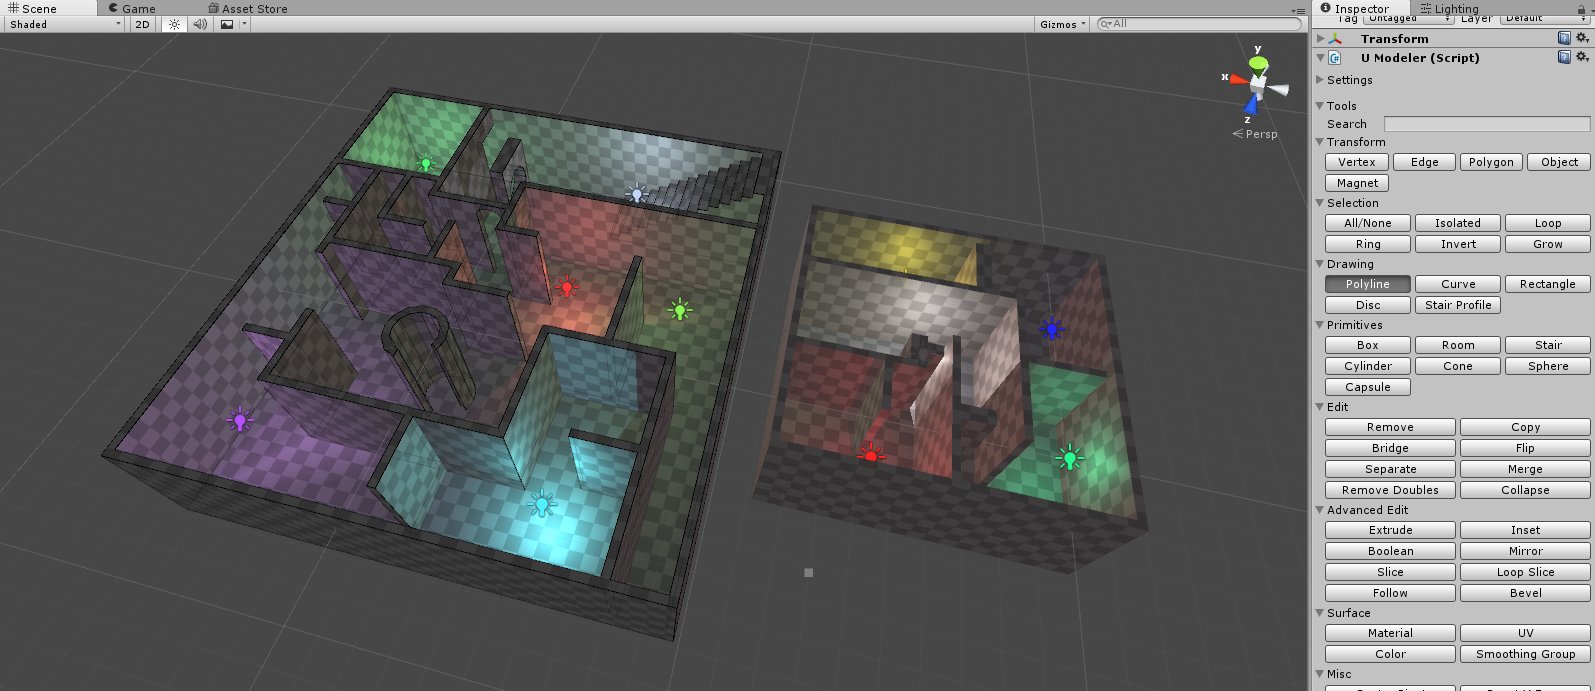 Scene Game Asset Store
Shaded 2D Gizmos All
y
x
z
Persp
Inspector Lighting
Tag Untagged Layer Default
Transform
U Modeler (Script)
Settings
Tools
Search
Transform
Vertex Edge Polygon Object
Magnet
Selection
All/None Isolated Loop
Ring Invert Grow
Drawing
Polyline Curve Rectangle
Disc Stair Profile
Primitives
Box Room Stair
Cylinder Cone Sphere
Capsule
Edit
Remove Copy
Bridge Flip
Separate Merge
Remove Doubles Collapse
Advanced Edit
Extrude Inset
Boolean Mirror
Slice Loop Slice
Follow Bevel
Surface
Material UV
Color Smoothing Group
Misc